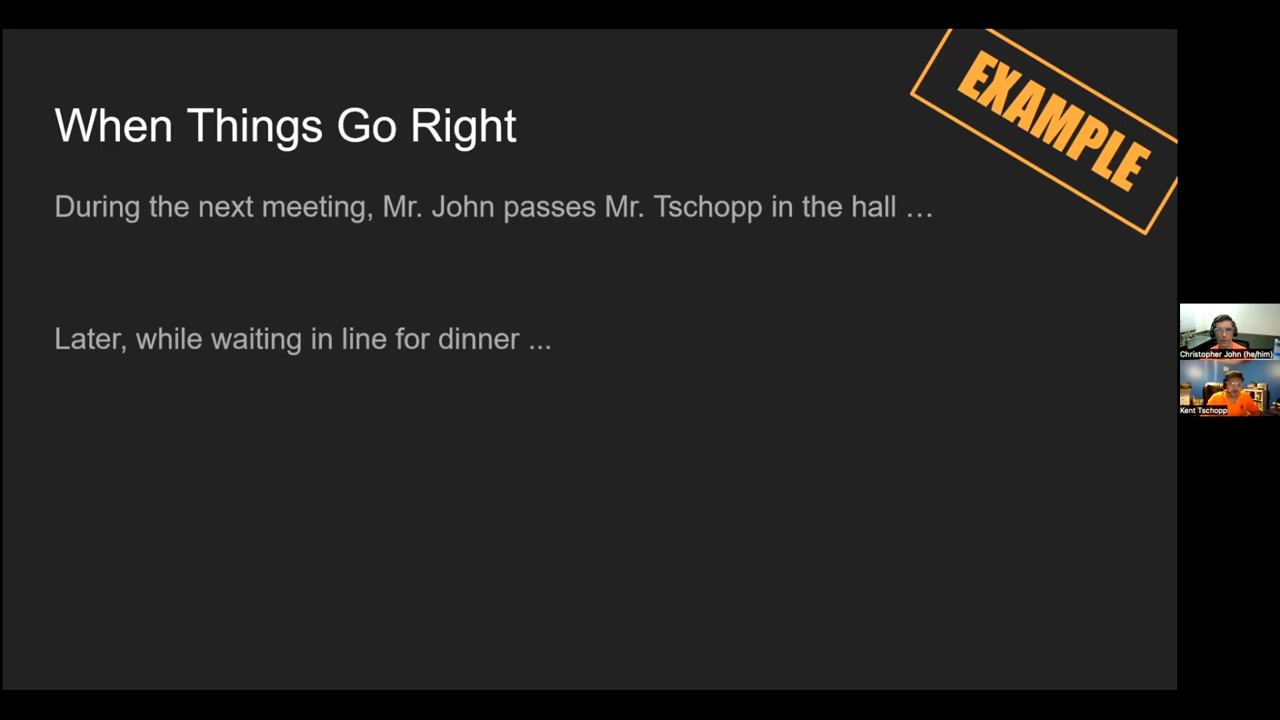 EXAMPLE
When Things Go Right
During the next meeting, Mr. John passes Mr. Tschopp in the hall …
Later, while waiting in line for dinner ...
Christopher John (he/him)
Kent Tschopp